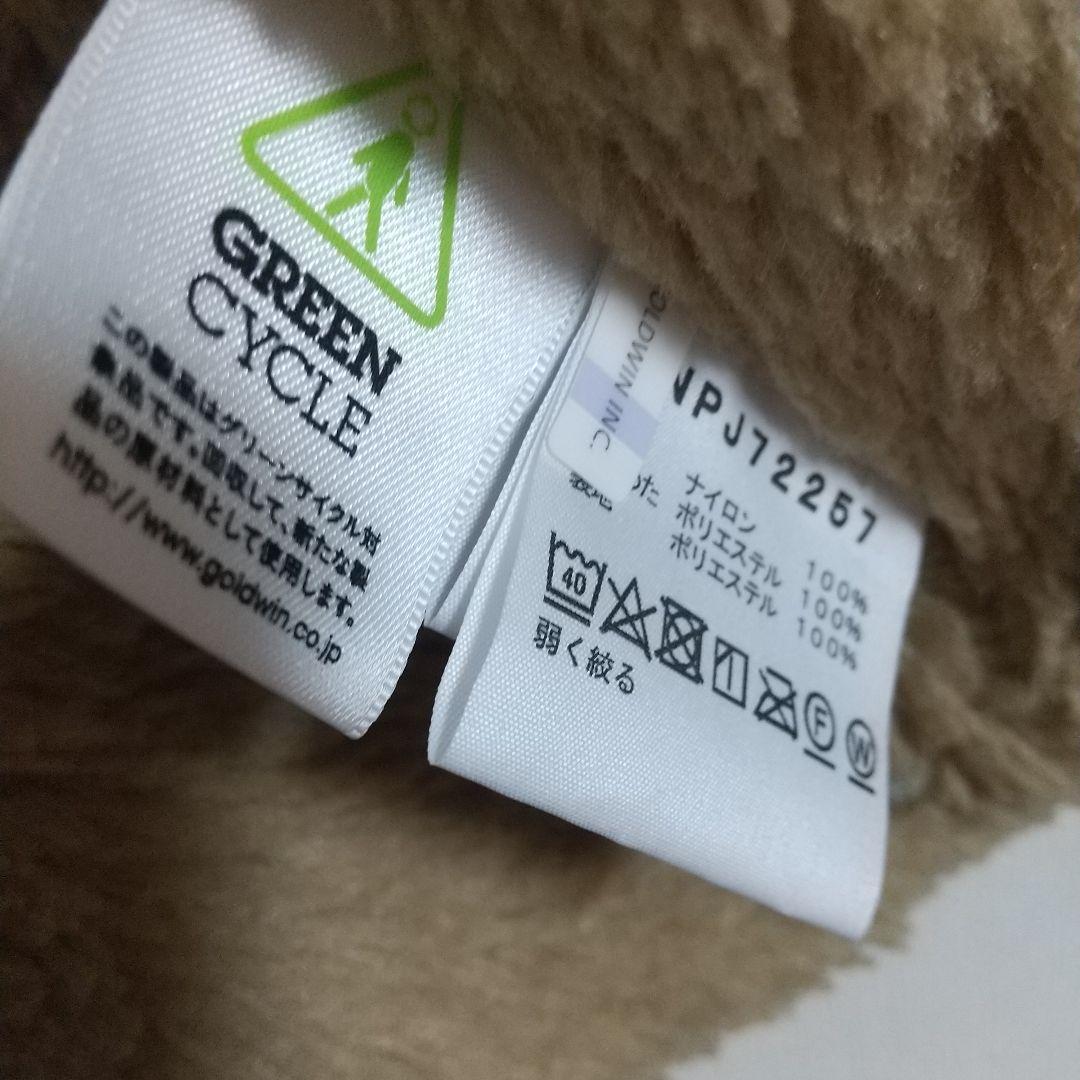 GREEN
CYCLE
この製品はグリーンサイクル対
象品です。回収して、新たな製
品の原材料として使用します。
http://www.goldwin.co.jp
GOLDWIN INC.
NPJ72257
ナイロン 100%
ポリエステル 100%
表地 ポリエステル 100%
40
F
W
弱く絞る